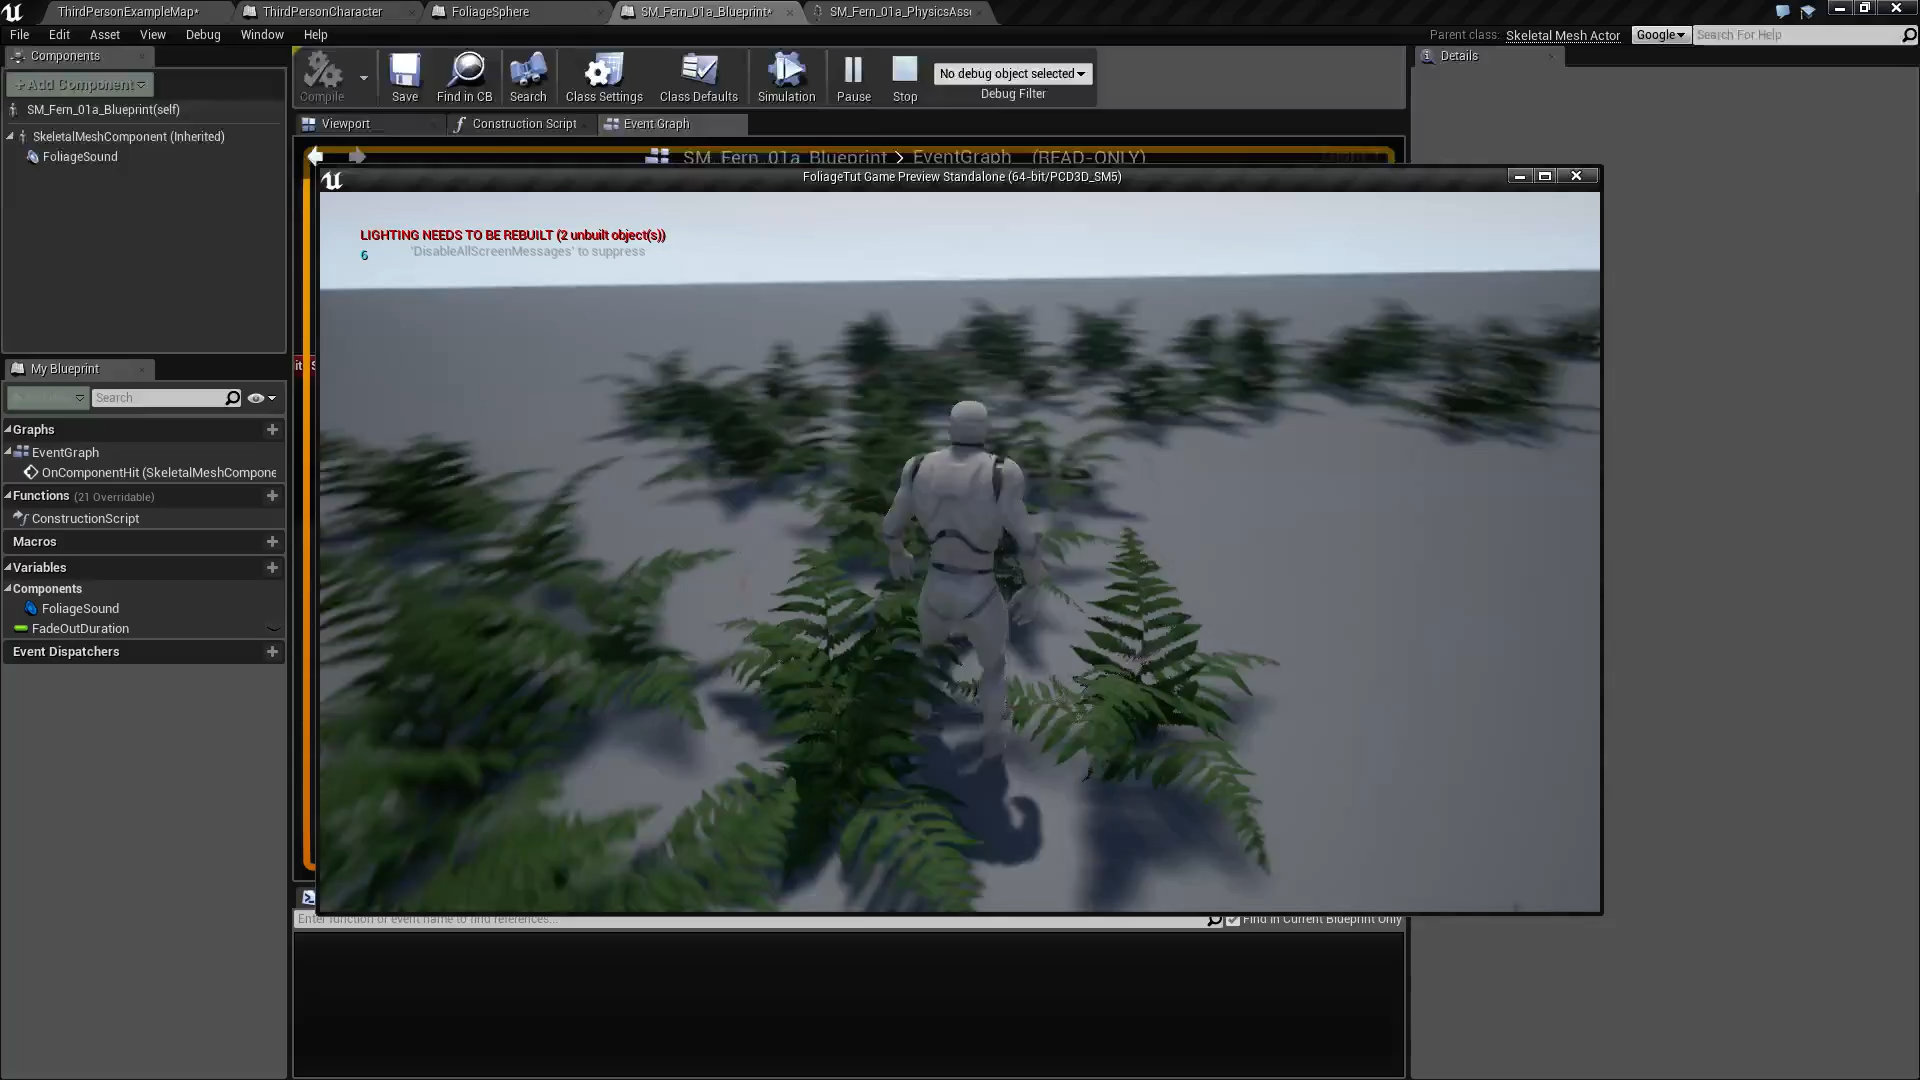 ThirdPersonExampleMap*
ThirdPersonCharacter
FoliageSphere
SM_Fern_01a_Blueprint*
SM_Fern_01a_PhysicsAss
File Edit Asset View Debug Window Help
Parent class: Skeletal Mesh Actor
Google
Search For Help
Components
+ Add Component
SM_Fern_01a_Blueprint(self)
SkeletalMeshComponent (Inherited)
FoliageSound
Compile
Save
Find in CB
Search
Class Settings
Class Defaults
Simulation
Pause
Stop
No debug object selected
Debug Filter
Details
Viewport
Construction Script
Event Graph
SM_Fern_01a_Blueprint > EventGraph (READ-ONLY)
FoliageTut Game Preview Standalone (64-bit/PCD3D_SM5)
LIGHTING NEEDS TO BE REBUILT (2 unbuilt object(s))
'DisableAllScreenMessages' to suppress
6
My Blueprint
Search
Graphs
EventGraph
OnComponentHit (SkeletalMeshCompone
Functions (21 Overridable)
ConstructionScript
Macros
Variables
Components
FoliageSound
FadeOutDuration
Event Dispatchers
Enter function or event name to find references...
Find in Current Blueprint Only